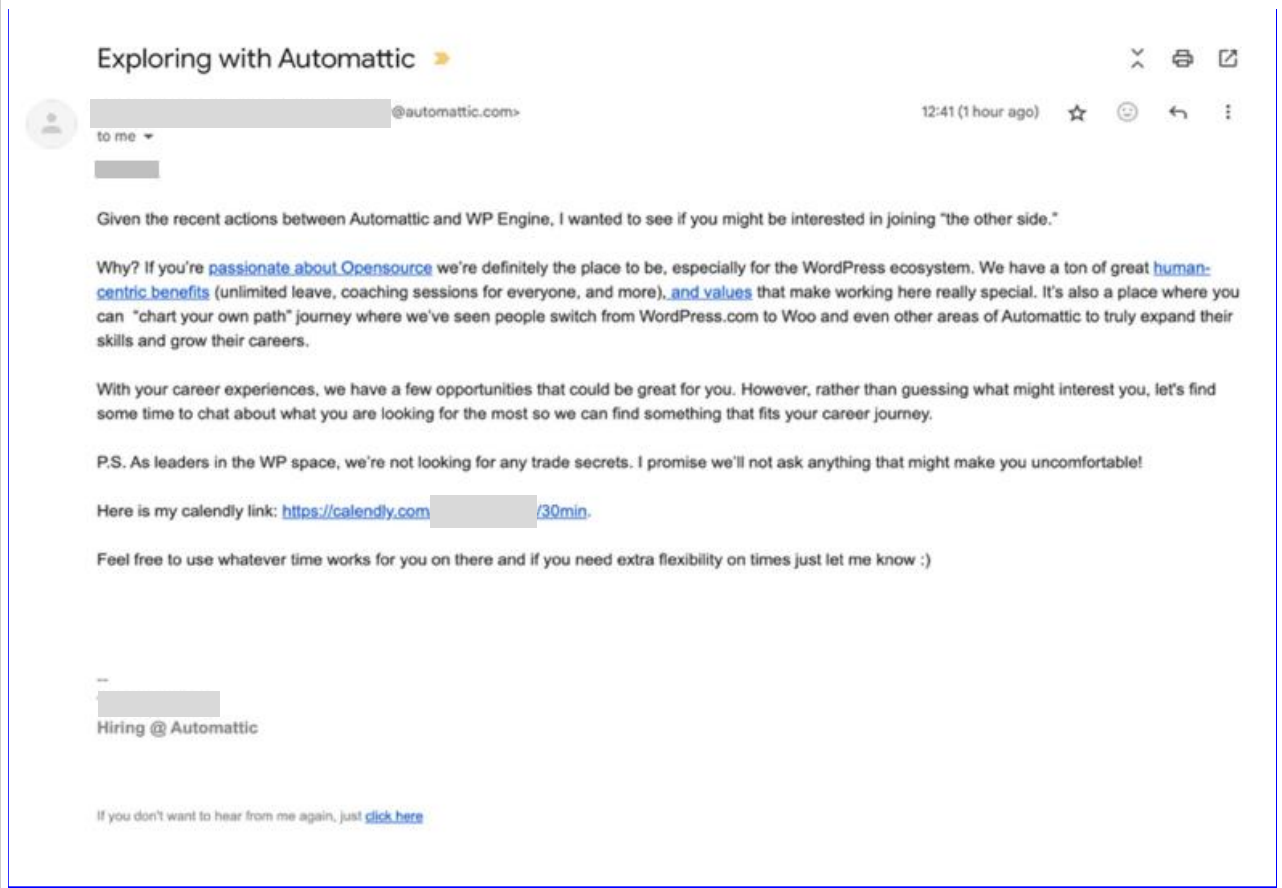 Exploring with Automattic
@automattic.com>
12:41 (1 hour ago)
to me
Given the recent actions between Automattic and WP Engine, I wanted to see if you might be interested in joining “the other side.”
Why? If you’re passionate about Opensource we’re definitely the place to be, especially for the WordPress ecosystem. We have a ton of great human-
centric benefits (unlimited leave, coaching sessions for everyone, and more), and values that make working here really special. It’s also a place where you
can “chart your own path” journey where we’ve seen people switch from WordPress.com to Woo and even other areas of Automattic to truly expand their
skills and grow their careers.
With your career experiences, we have a few opportunities that could be great for you. However, rather than guessing what might interest you, let's find
some time to chat about what you are looking for the most so we can find something that fits your career journey.
P.S. As leaders in the WP space, we’re not looking for any trade secrets. I promise we’ll not ask anything that might make you uncomfortable!
Here is my calendly link: https://calendly.com /30min.
Feel free to use whatever time works for you on there and if you need extra flexibility on times just let me know :)
--
Hiring @ Automattic
If you don't want to hear from me again, just click here